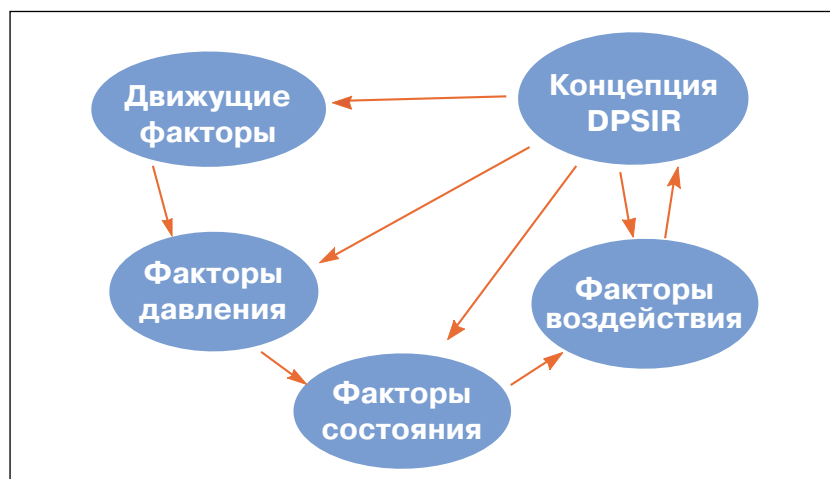 Движущие
факторы
Концепция
DPSIR
Факторы
давления
Факторы
воздействия
Факторы
состояния